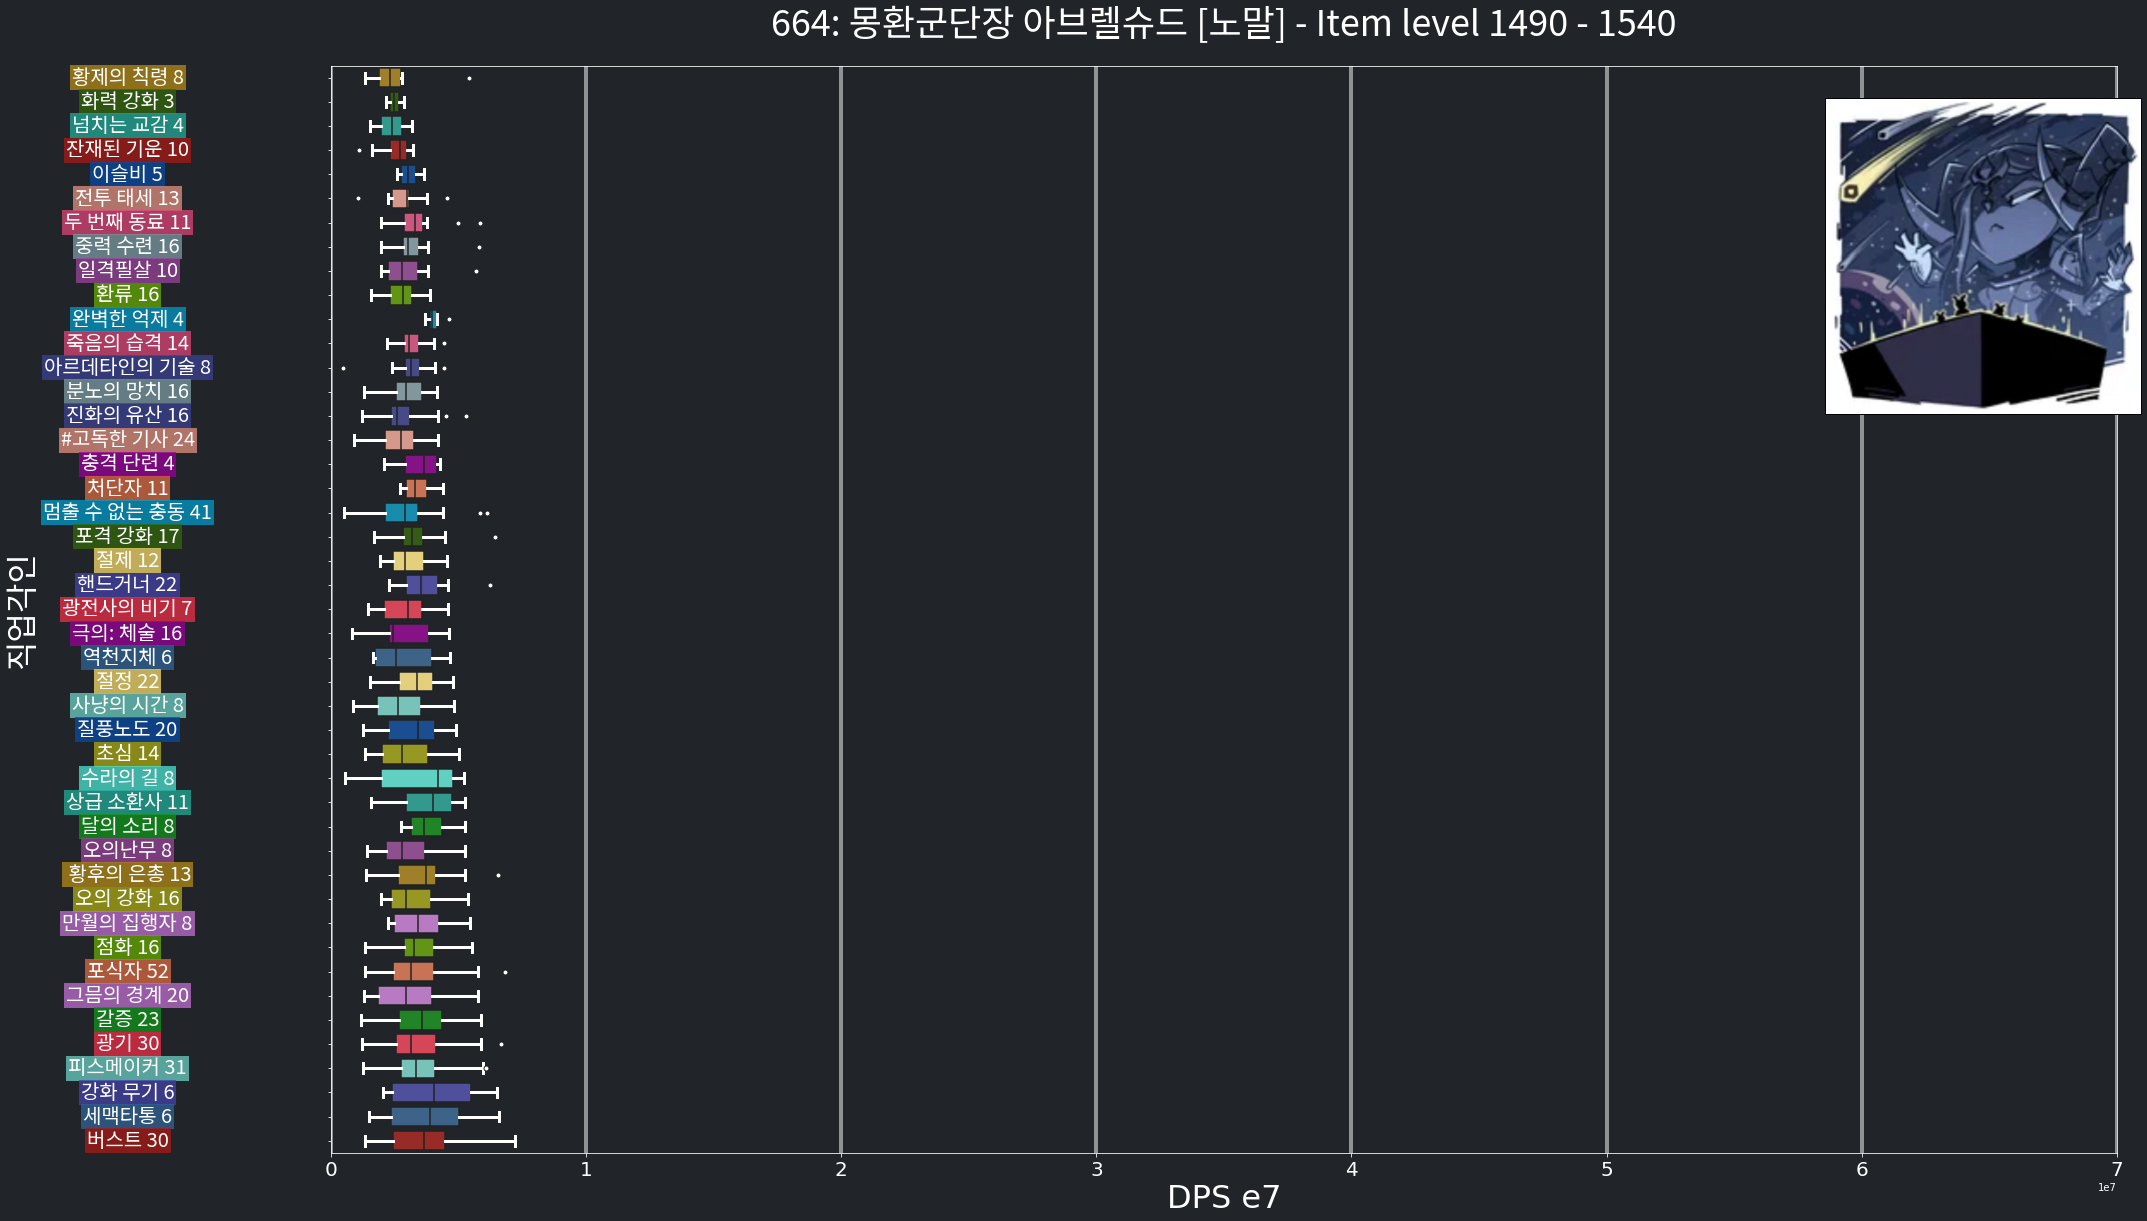 664: 몽환군단장 아브렐슈드 [노말] - Item level 1490 - 1540
황제의 칙령 8
화력 강화 3
넘치는 교감 4
잔재된 기운 10
이슬비 5
전투 태세 13
두 번째 동료 11
중력 수련 16
일격필살 10
환류 16
완벽한 억제 4
죽음의 습격 14
아르데타인의 기술 8
분노의 망치 16
진화의 유산 16
#고독한 기사 24
충격 단련 4
처단자 11
멈출 수 없는 충동 41
포격 강화 17
절제 12
핸드거너 22
광전사의 비기 7
극의: 체술 16
역천지체 6
절정 22
사냥의 시간 8
질풍노도 20
초심 14
수라의 길 8
상급 소환사 11
달의 소리 8
오의난무 8
황후의 은총 13
오의 강화 16
만월의 집행자 8
점화 16
포식자 52
그믐의 경계 20
갈증 23
광기 30
피스메이커 31
강화 무기 6
세맥타통 6
버스트 30
직업각인
0 1 2 3 4 5 6 7
1e7
DPS e7